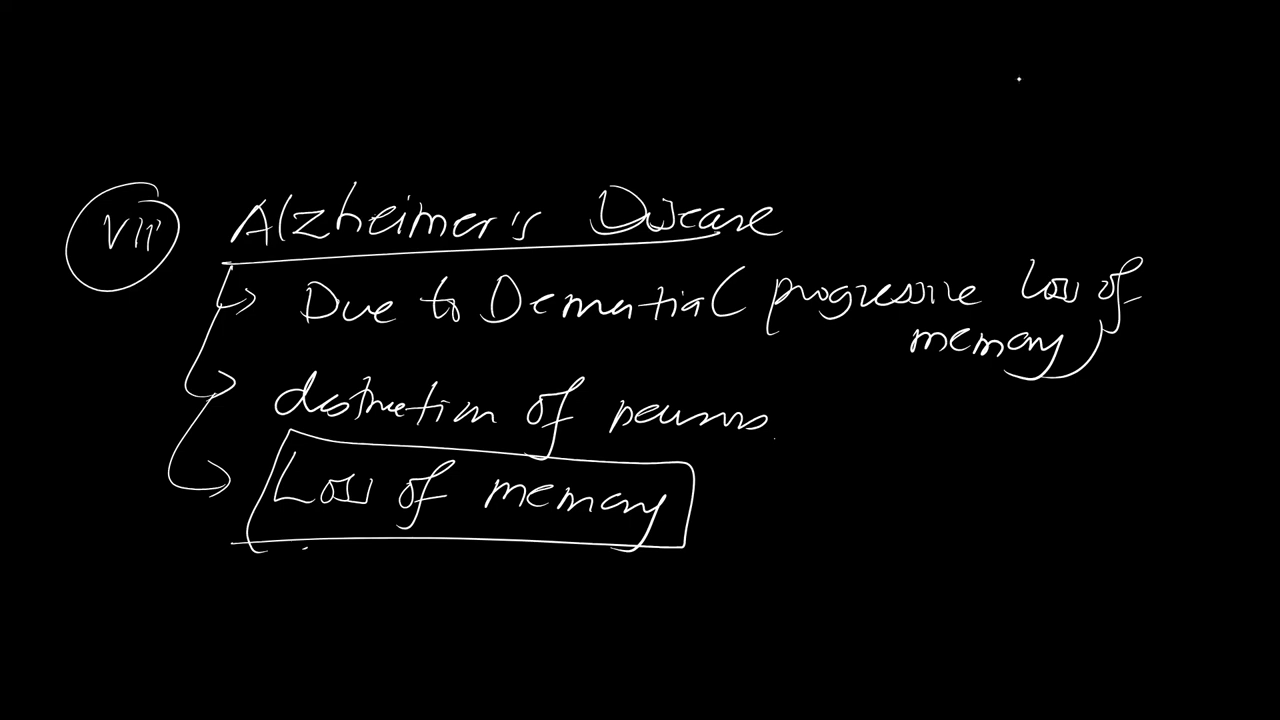 vii Alzheimer's Disease
Due to Dementia ( progressive Loss of
memory )
destruction of neurons
Loss of memory